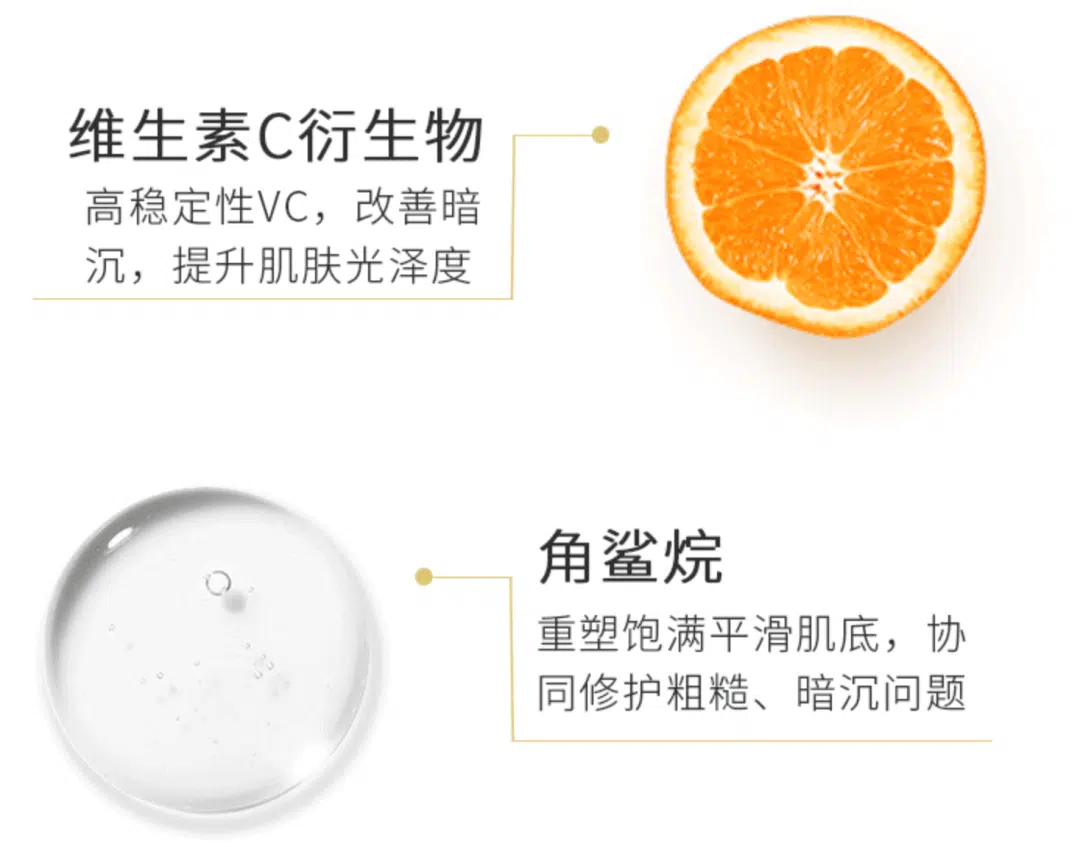 维生素C衍生物
高稳定性VC，改善暗
沉，提升肌肤光泽度
角鲨烷
重塑饱满平滑肌底，协
同修护粗糙、暗沉问题